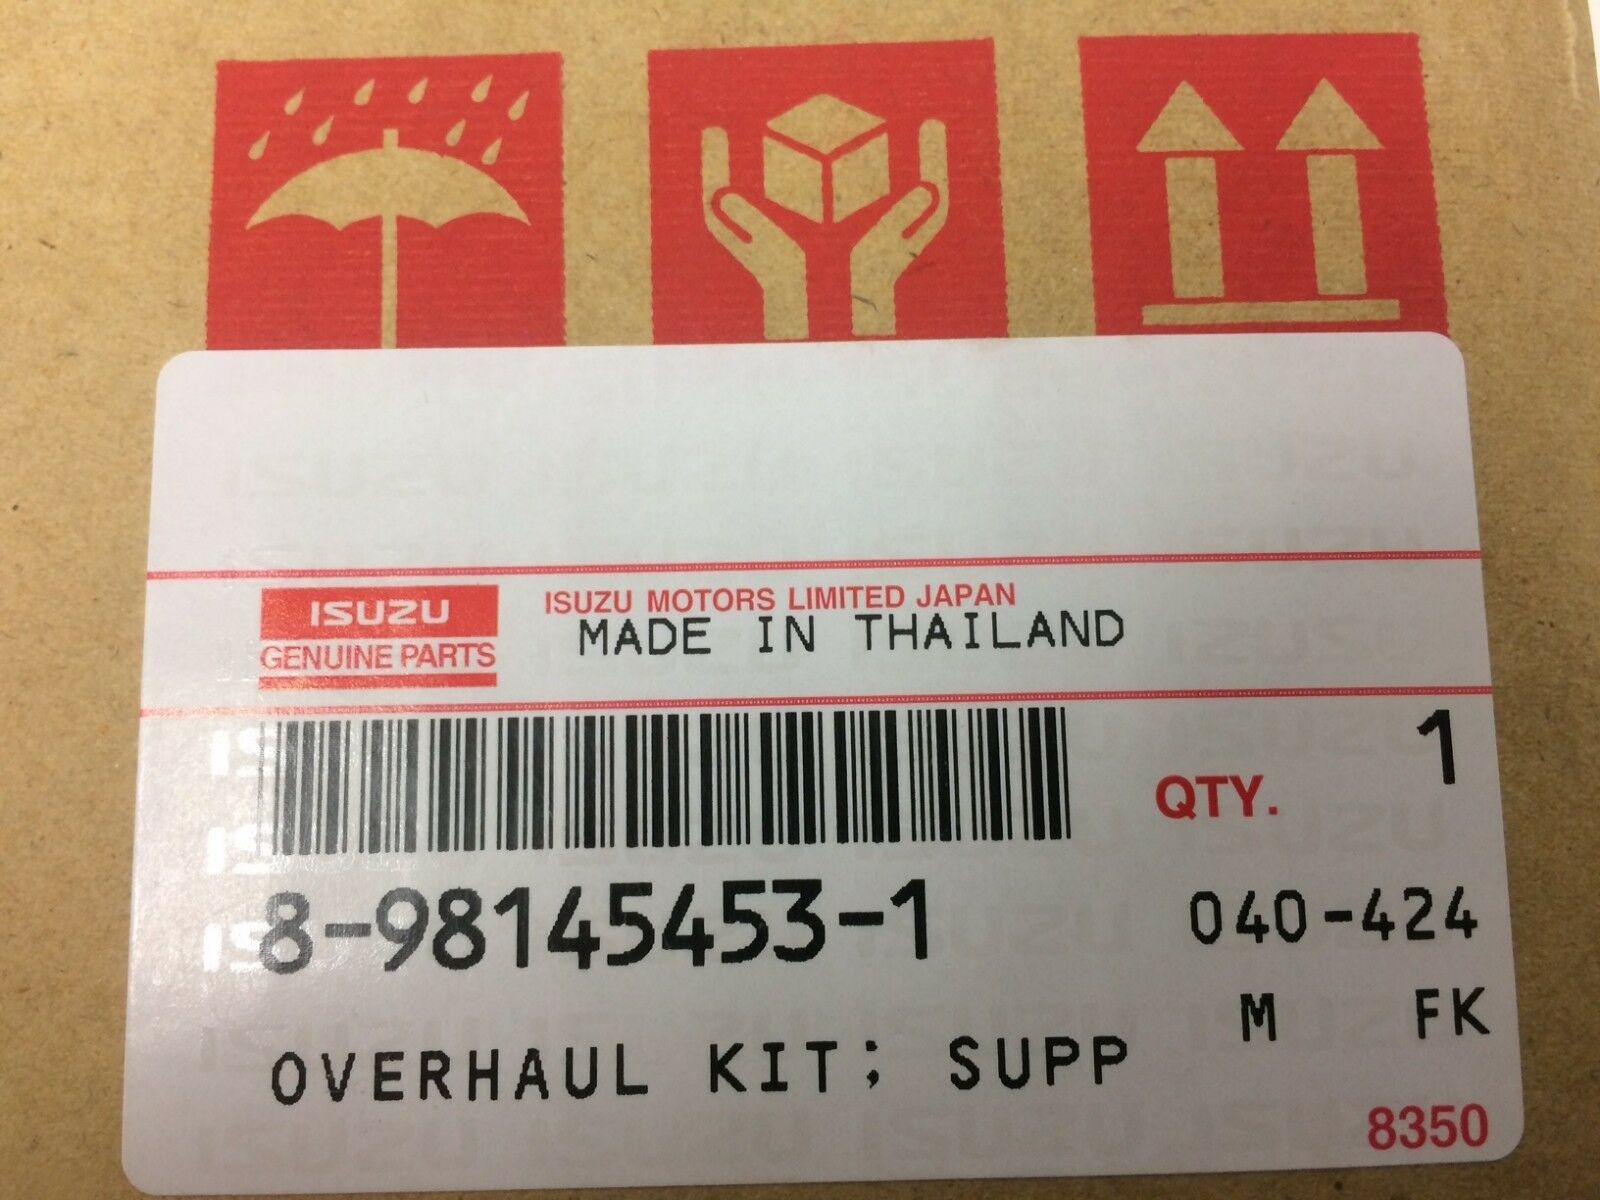 ISUZU
GENUINE PARTS
ISUZU MOTORS LIMITED JAPAN
MADE IN THAILAND
QTY. 1
8-98145453-1
040-424
M FK
OVERHAUL KIT; SUPP
8350